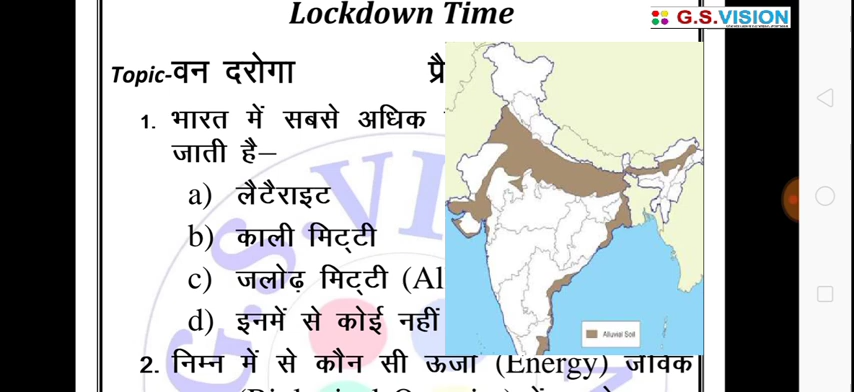 Lockdown Time
G.S.VISION
Topic-वन दरोगा
1. भारत में सबसे अधिक
जाती है–
a) लैटैराइट
b) काली मिट्टी
c) जलोढ़ मिट्टी (Al
d) इनमें से कोई नहीं
Alluvial Soil
2. निम्न में से कौन सी ऊर्जा (Energy) जैविक